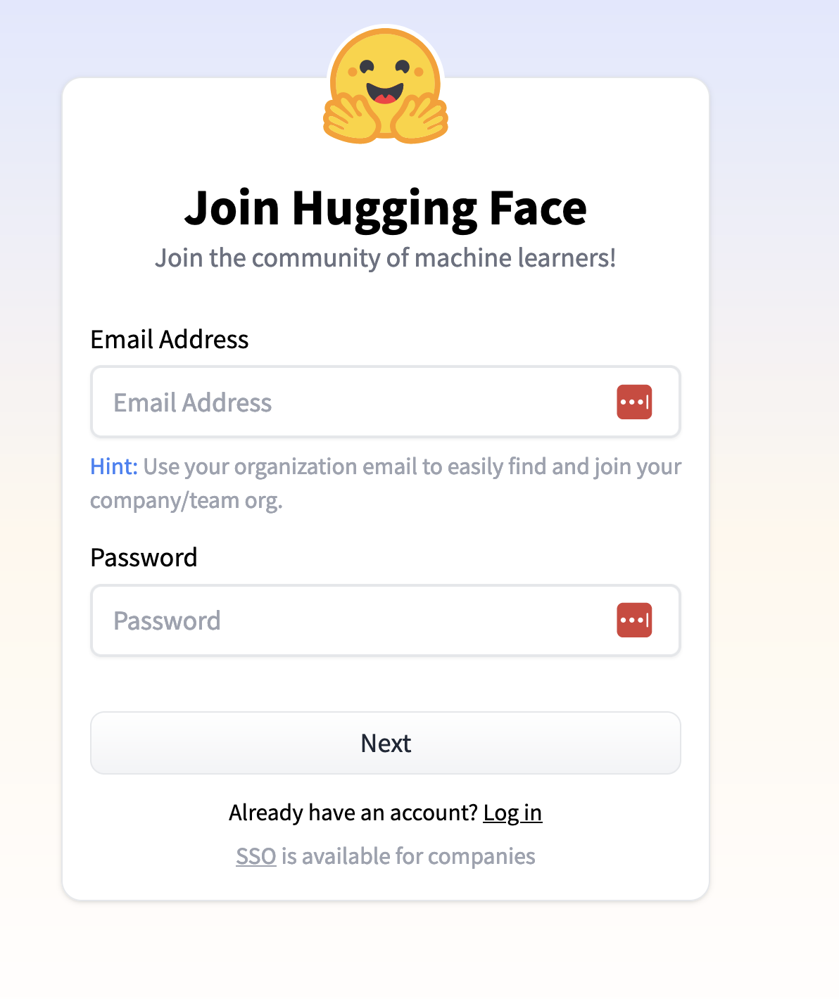 Join Hugging Face
Join the community of machine learners!
Email Address
Email Address
Hint: Use your organization email to easily find and join your
company/team org.
Password
Password
Next
Already have an account? Log in
SSO is available for companies